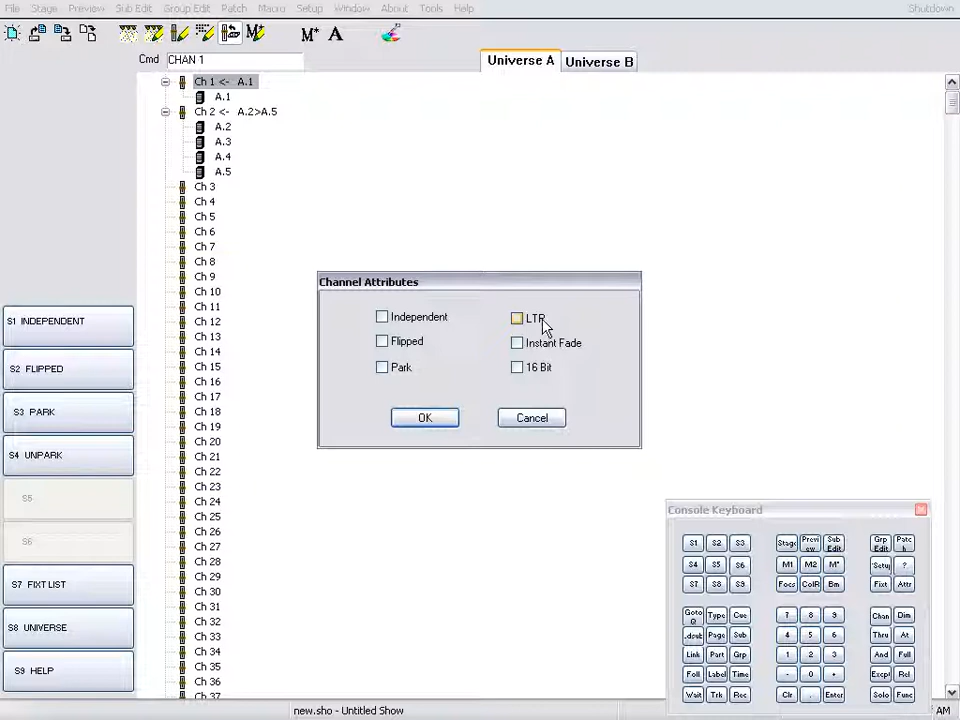 File Stage Preview Sub Edit Group Edit Patch Macro Setup Window About Tools Help Shutdown
M* A
Cmd CHAN 1 Universe A Universe B
Ch 1 <- A.1
A.1
Ch 2 <- A.2>A.5
A.2
A.3
A.4
A.5
Ch 3
Ch 4
Ch 5
Ch 6
Ch 7
Ch 8
Ch 9
Ch 10
Ch 11
Ch 12
Ch 13
Ch 14
Ch 15
Ch 16
Ch 17
Ch 18
Ch 19
Ch 20
Ch 21
Ch 22
Ch 23
Ch 24
Ch 25
Ch 26
Ch 27
Ch 28
Ch 29
Ch 30
Ch 31
Ch 32
Ch 33
Ch 34
Ch 35
Ch 36
Ch 37
S1 INDEPENDENT
S2 FLIPPED
S3 PARK
S4 UNPARK
S5
S6
S7 FIXT LIST
S8 UNIVERSE
S9 HELP
Channel Attributes
Independent LTP
Flipped Instant Fade
Park 16 Bit
OK Cancel
Console Keyboard
S1 S2 S3 Stage Previ ew Sub Edit Grp Edit Patc h
S4 S5 S6 M1 M2 M* Setu ?
S7 S8 S9 Focs ColR Bm Fixt Attr
Goto Q Type Cue 7 8 9 Chan Dim
Page Sub 4 5 6 Thru At
Link Part Grp 1 2 3 And Full
Foll Label Time - 0 + Excpt Rel
Wait Trk Rec Clr Enter Solo Func
new.sho - Untitled Show AM